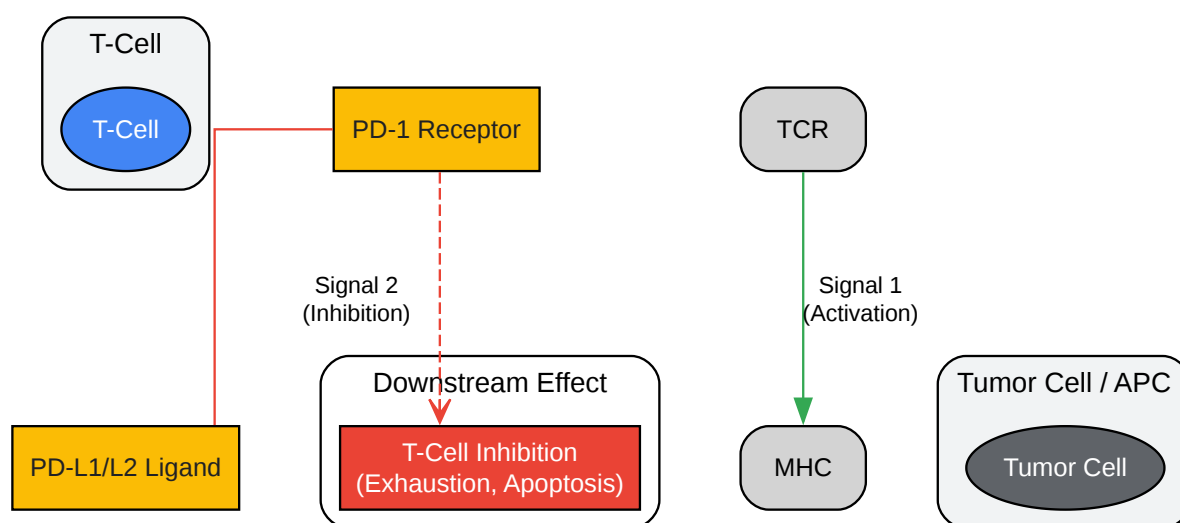 T-Cell
T-Cell
PD-1 Receptor
TCR
Signal 2
(Inhibition)
Signal 1
(Activation)
Downstream Effect
Tumor Cell / APC
PD-L1/L2 Ligand
T-Cell Inhibition
(Exhaustion, Apoptosis)
MHC
Tumor Cell